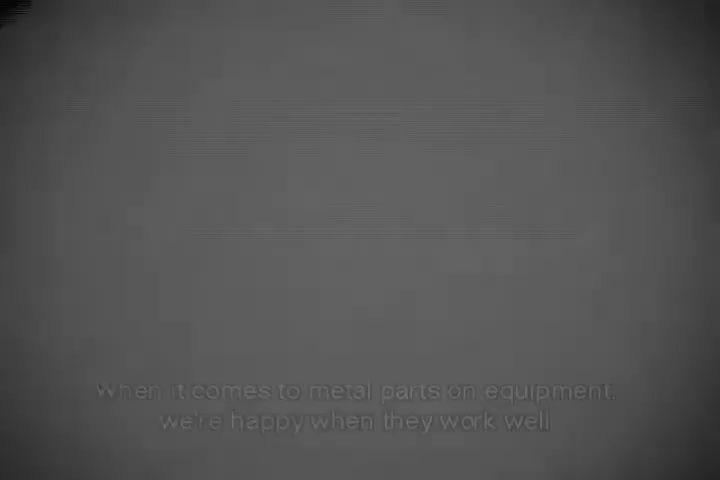 When it comes to metal parts on equipment,
we're happy when they work well